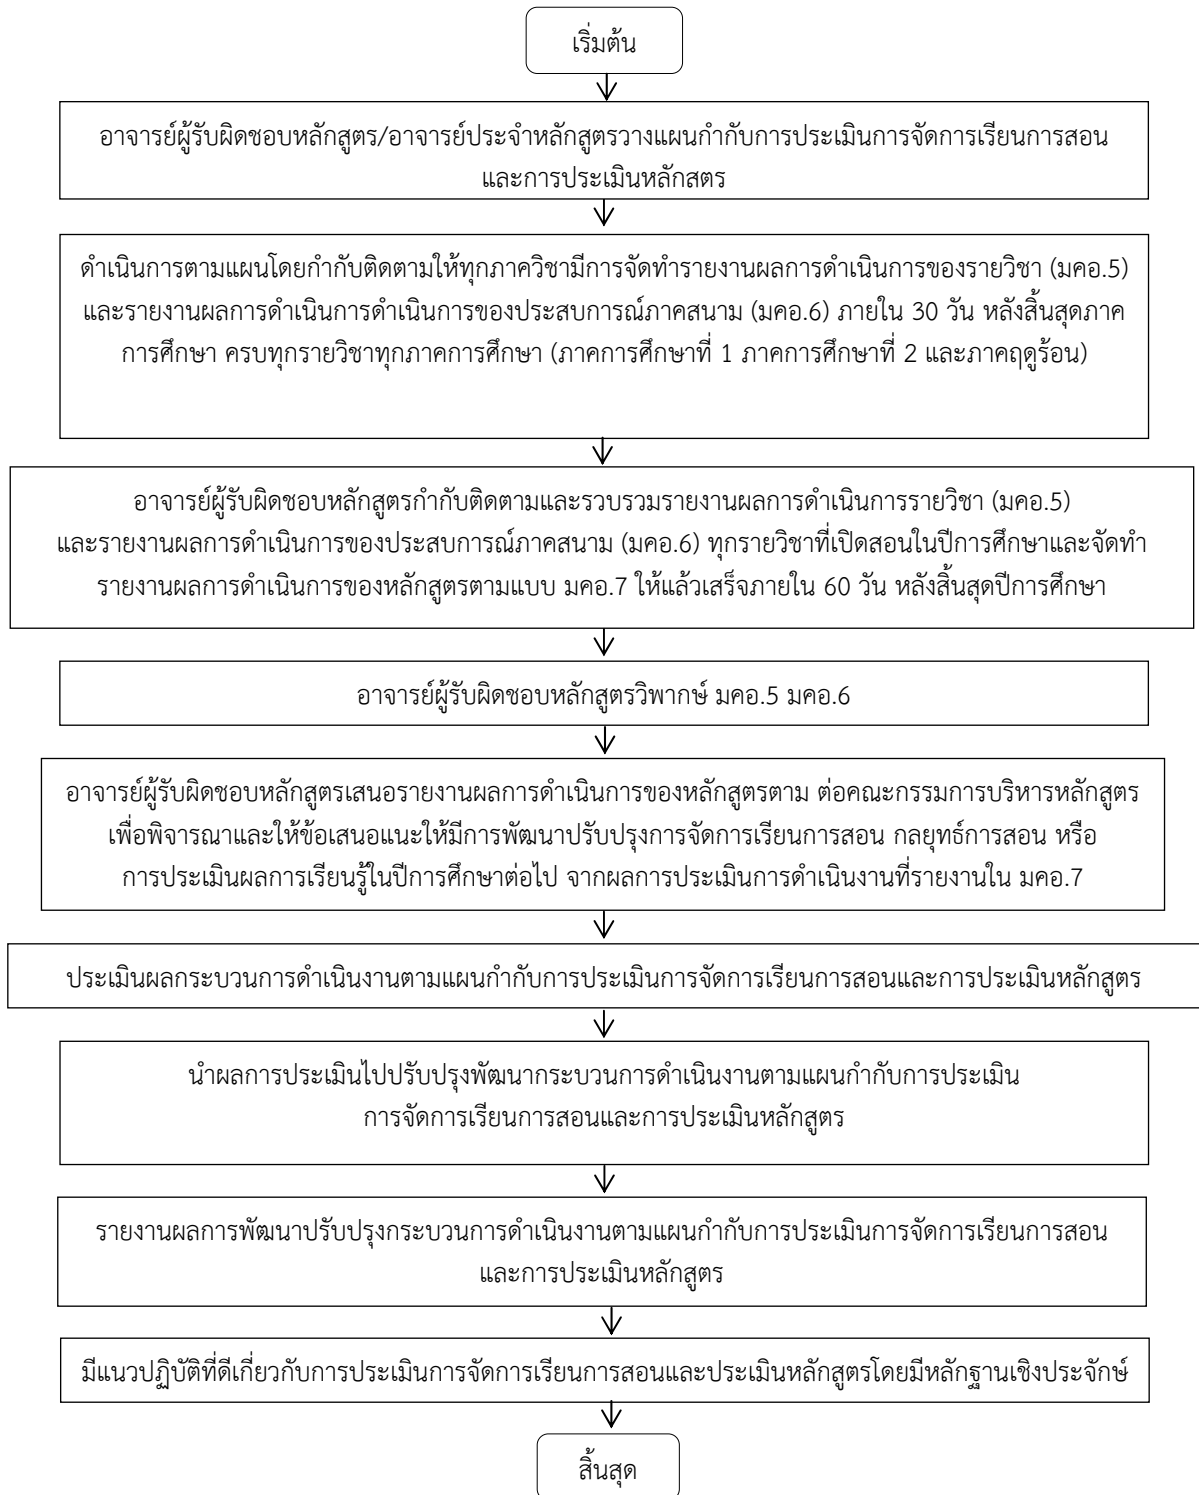 เริ่มต้น
อาจารย์ผู้รับผิดชอบหลักสูตร/อาจารย์ประจำหลักสูตรวางแผนกำกับการประเมินการจัดการเรียนการสอน
และการประเมินหลักสตร
ดำเนินการตามแผนโดยกำกับติดตามให้ทุกภาควิชามีการจัดทำรายงานผลการดำเนินการของรายวิชา (มคอ.5)
และรายงานผลการดำเนินการดำเนินการของประสบการณ์ภาคสนาม (มคอ.6) ภายใน 30 วัน หลังสิ้นสุดภาค
การศึกษา ครบทุกรายวิชาทุกภาคการศึกษา (ภาคการศึกษาที่ 1 ภาคการศึกษาที่ 2 และภาคฤดูร้อน)
อาจารย์ผู้รับผิดชอบหลักสูตรกำกับติดตามและรวบรวมรายงานผลการดำเนินการรายวิชา (มคอ.5)
และรายงานผลการดำเนินการของประสบการณ์ภาคสนาม (มคอ.6) ทุกรายวิชาที่เปิดสอนในปีการศึกษาและจัดทำ
รายงานผลการดำเนินการของหลักสูตรตามแบบ มคอ.7 ให้แล้วเสร็จภายใน 60 วัน หลังสิ้นสุดปีการศึกษา
อาจารย์ผู้รับผิดชอบหลักสูตรวิพากษ์ มคอ.5 มคอ.6
อาจารย์ผู้รับผิดชอบหลักสูตรเสนอรายงานผลการดำเนินการของหลักสูตรตาม ต่อคณะกรรมการบริหารหลักสูตร
เพื่อพิจารณาและให้ข้อเสนอแนะให้มีการพัฒนาปรับปรุงการจัดการเรียนการสอน กลยุทธ์การสอน หรือ
การประเมินผลการเรียนรู้ในปีการศึกษาต่อไป จากผลการประเมินการดำเนินงานที่รายงานใน มคอ.7
ประเมินผลกระบวนการดำเนินงานตามแผนกำกับการประเมินการจัดการเรียนการสอนและการประเมินหลักสูตร
นำผลการประเมินไปปรับปรุงพัฒนากระบวนการดำเนินงานตามแผนกำกับการประเมิน
การจัดการเรียนการสอนและการประเมินหลักสูตร
รายงานผลการพัฒนาปรับปรุงกระบวนการดำเนินงานตามแผนกำกับการประเมินการจัดการเรียนการสอน
และการประเมินหลักสูตร
มีแนวปฏิบัติที่ดีเกี่ยวกับการประเมินการจัดการเรียนการสอนและประเมินหลักสูตรโดยมีหลักฐานเชิงประจักษ์
สิ้นสุด